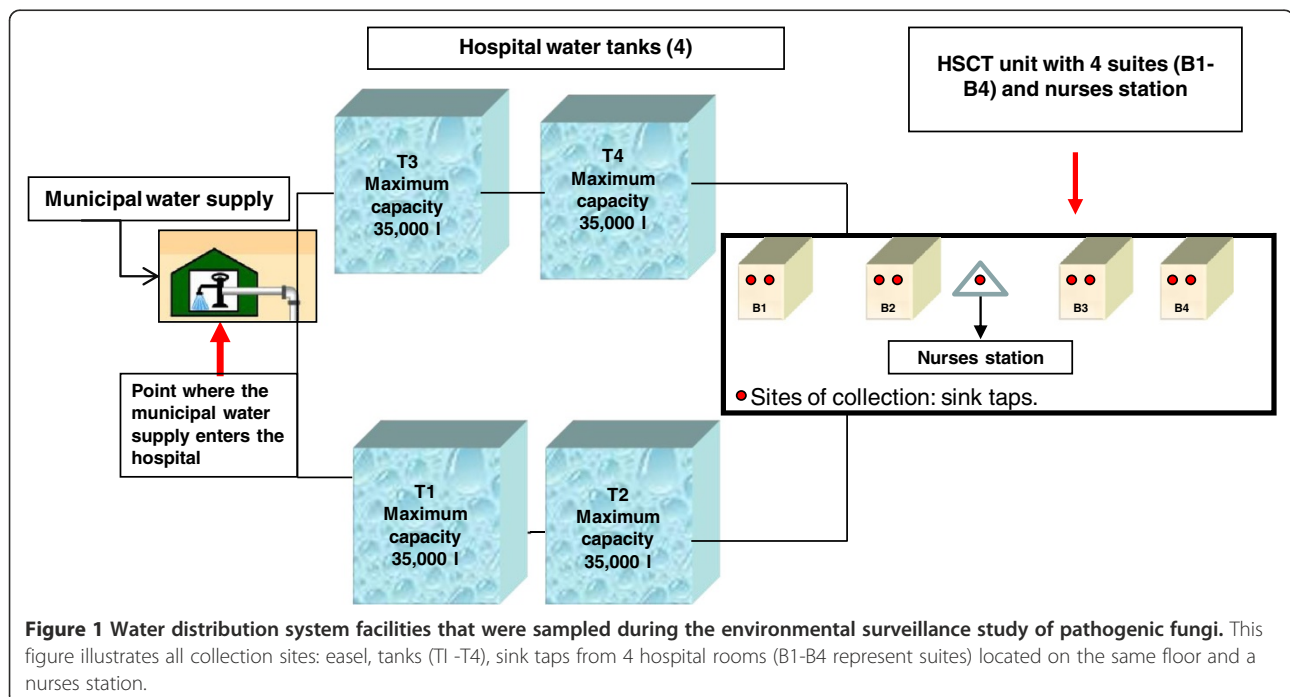 Hospital water tanks (4)
HSCT unit with 4 suites (B1-
B4) and nurses station
T3
Maximum
capacity
35,000 l
T4
Maximum
capacity
35,000 l
Municipal water supply
B1
B2
B3
B4
Nurses station
Sites of collection: sink taps.
Point where the
municipal water
supply enters the
hospital
T1
Maximum
capacity
35,000 l
T2
Maximum
capacity
35,000 l
Figure 1 Water distribution system facilities that were sampled during the environmental surveillance study of pathogenic fungi. This
figure illustrates all collection sites: easel, tanks (TI -T4), sink taps from 4 hospital rooms (B1-B4 represent suites) located on the same floor and a
nurses station.